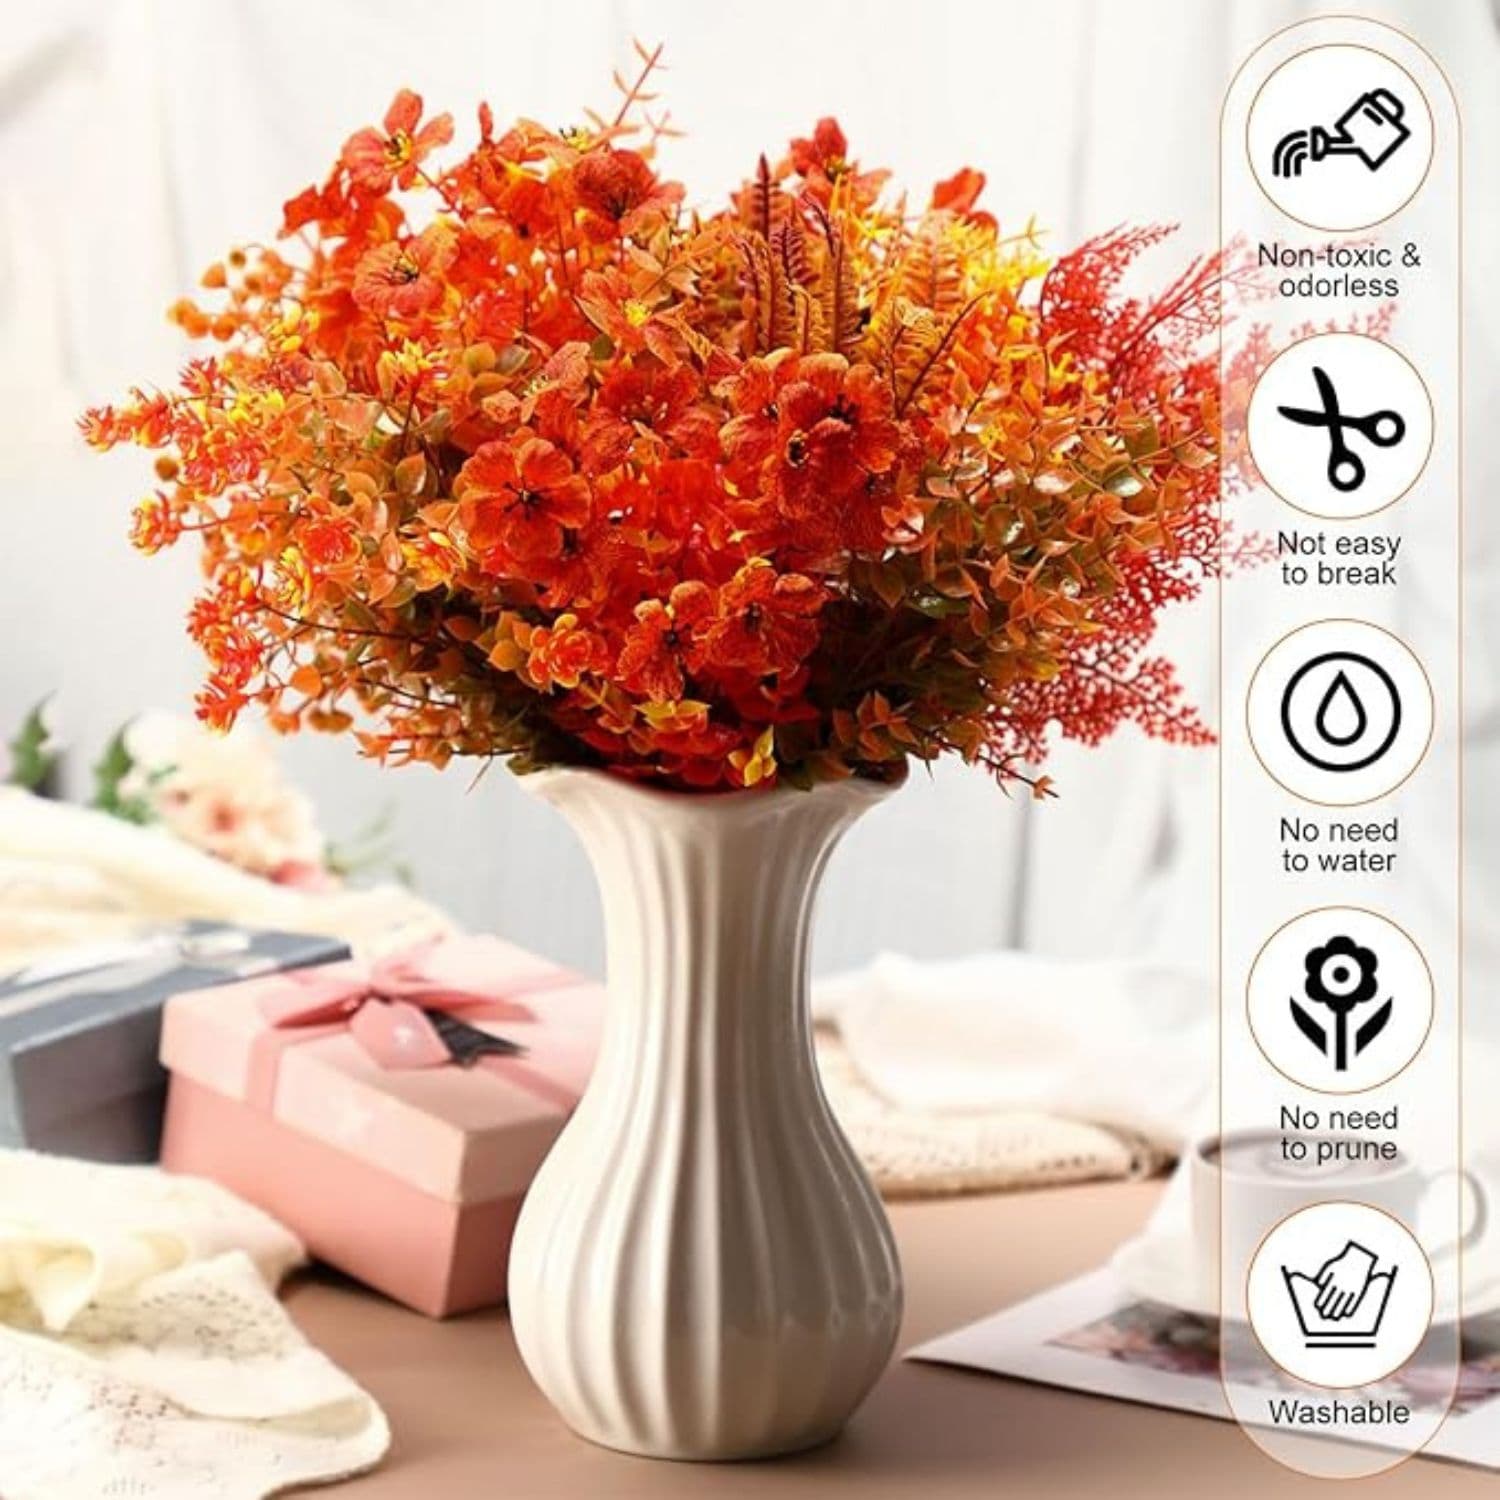 Non-toxic &
odorless
Not easy
to break
No need
to water
No need
to prune
Washable